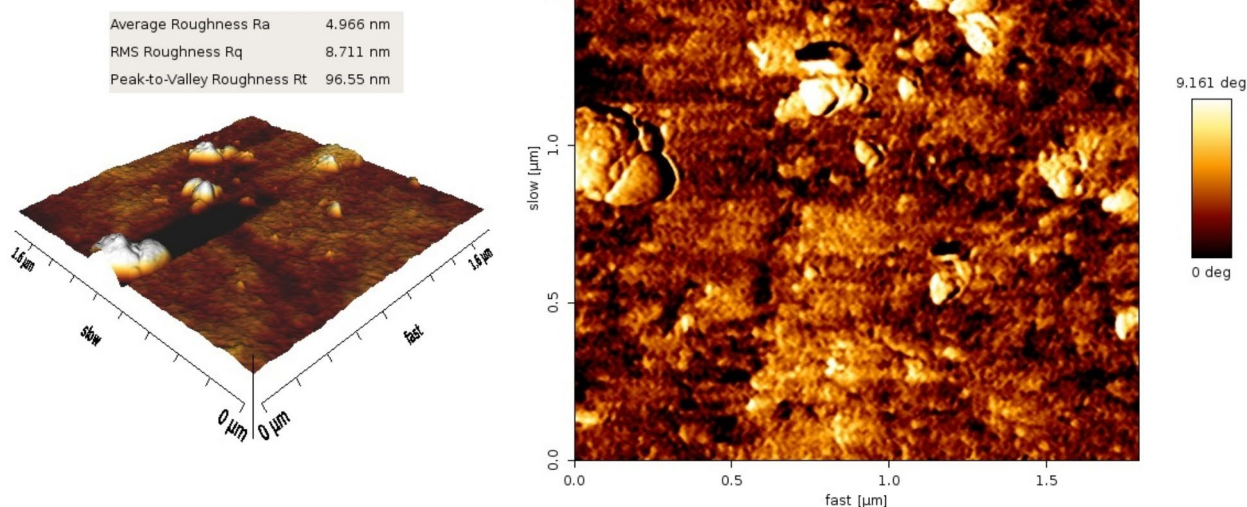 Average Roughness Ra 4.966 nm
RMS Roughness Rq 8.711 nm
Peak-to-Valley Roughness Rt 96.55 nm
1.6 µm
slow
0 µm
0 µm
fast
1.6 µm
slow [µm]
1.0
0.5
0.0
0.0 0.5 1.0 1.5
fast [µm]
9.161 deg
0 deg